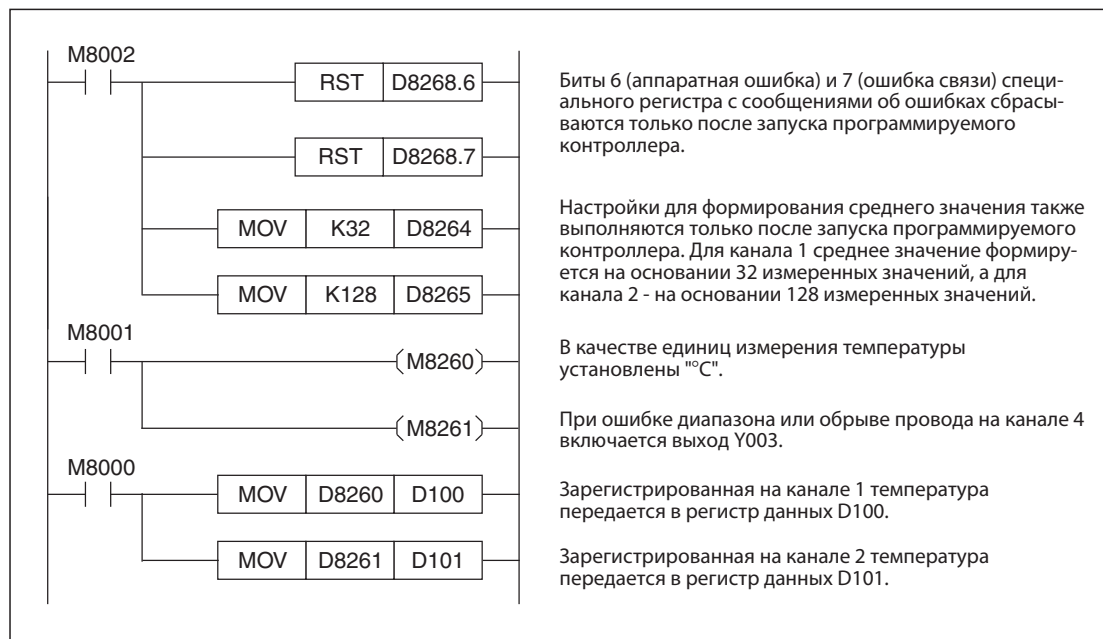 M8002
RST D8268.6
Биты 6 (аппаратная ошибка) и 7 (ошибка связи) специ-
ального регистра с сообщениями об ошибках сбрасы-
ваются только после запуска программируемого
контроллера.
RST D8268.7
Настройки для формирования среднего значения также
выполняются только после запуска программируемого
контроллера. Для канала 1 среднее значение формиру-
ется на основании 32 измеренных значений, а для
канала 2 - на основании 128 измеренных значений.
MOV K32 D8264
MOV K128 D8265
M8001
M8260
В качестве единиц измерения температуры
установлены "°C".
M8261
При ошибке диапазона или обрыве провода на канале 4
включается выход Y003.
M8000
MOV D8260 D100
Зарегистрированная на канале 1 температура
передается в регистр данных D100.
MOV D8261 D101
Зарегистрированная на канале 2 температура
передается в регистр данных D101.